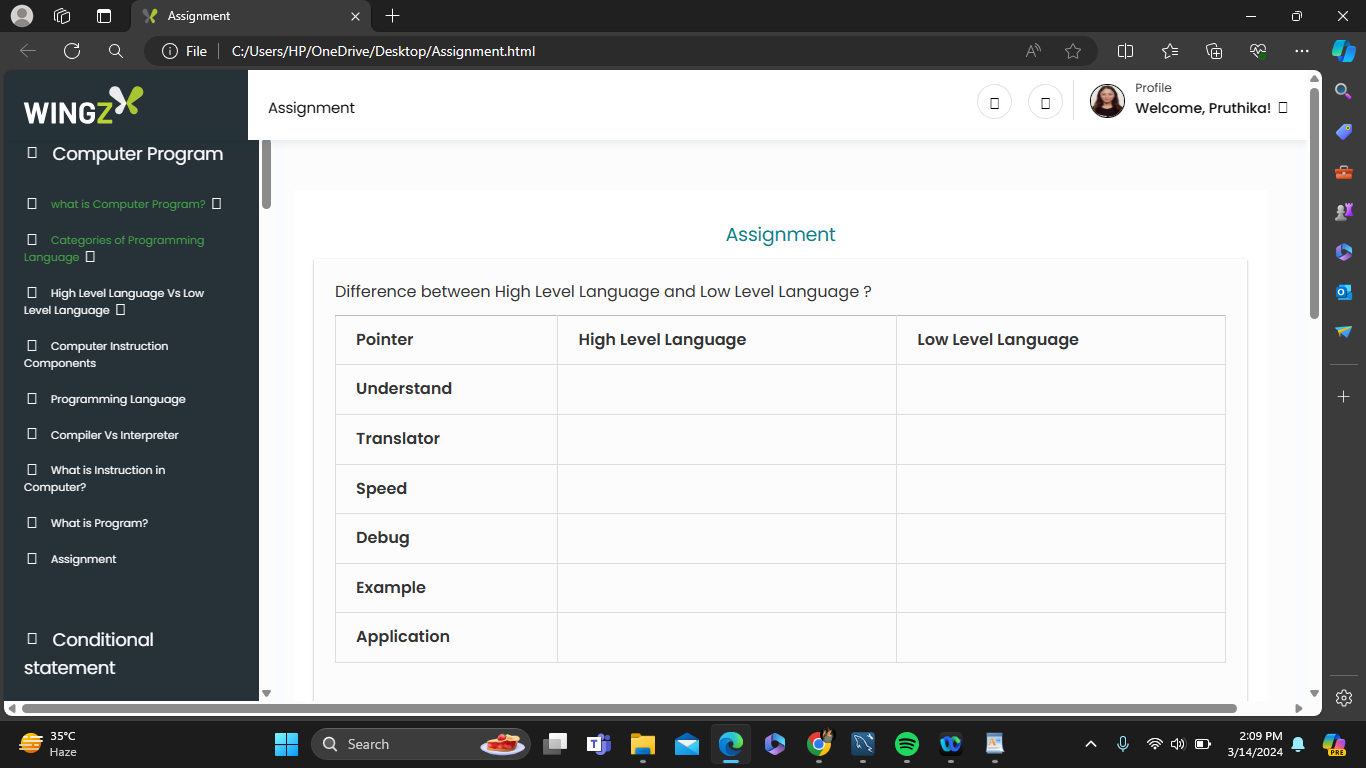 Assignment
File
C:/Users/HP/OneDrive/Desktop/Assignment.html
WINGZ
Assignment
Profile
Welcome, Pruthika!
Computer Program
what is Computer Program?
Categories of Programming
Language
High Level Language Vs Low
Level Language
Computer Instruction
Components
Programming Language
Compiler Vs Interpreter
What is Instruction in
Computer?
What is Program?
Assignment
Conditional
statement
Assignment
Difference between High Level Language and Low Level Language ?
Pointer High Level Language Low Level Language
Understand
Translator
Speed
Debug
Example
Application
35°C
Haze
Search
2:09 PM
3/14/2024
PRE